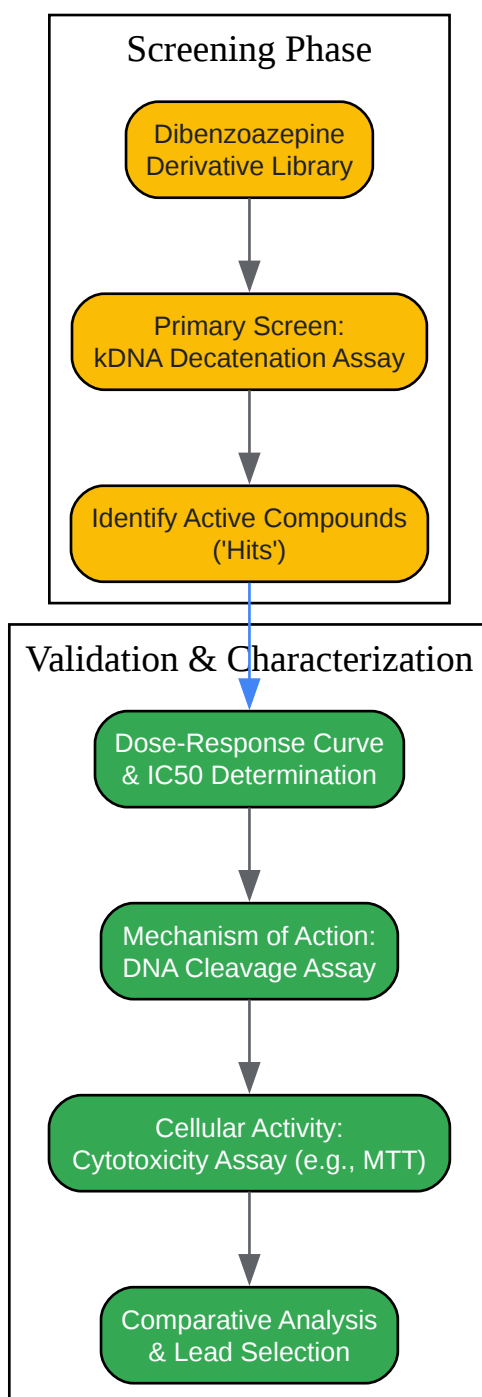 Screening Phase
Dibenzoazepine
Derivative Library
Primary Screen:
kDNA Decatenation Assay
Identify Active Compounds
('Hits')
Validation & Characterization
Dose-Response Curve
& IC50 Determination
Mechanism of Action:
DNA Cleavage Assay
Cellular Activity:
Cytotoxicity Assay (e.g., MTT)
Comparative Analysis
& Lead Selection